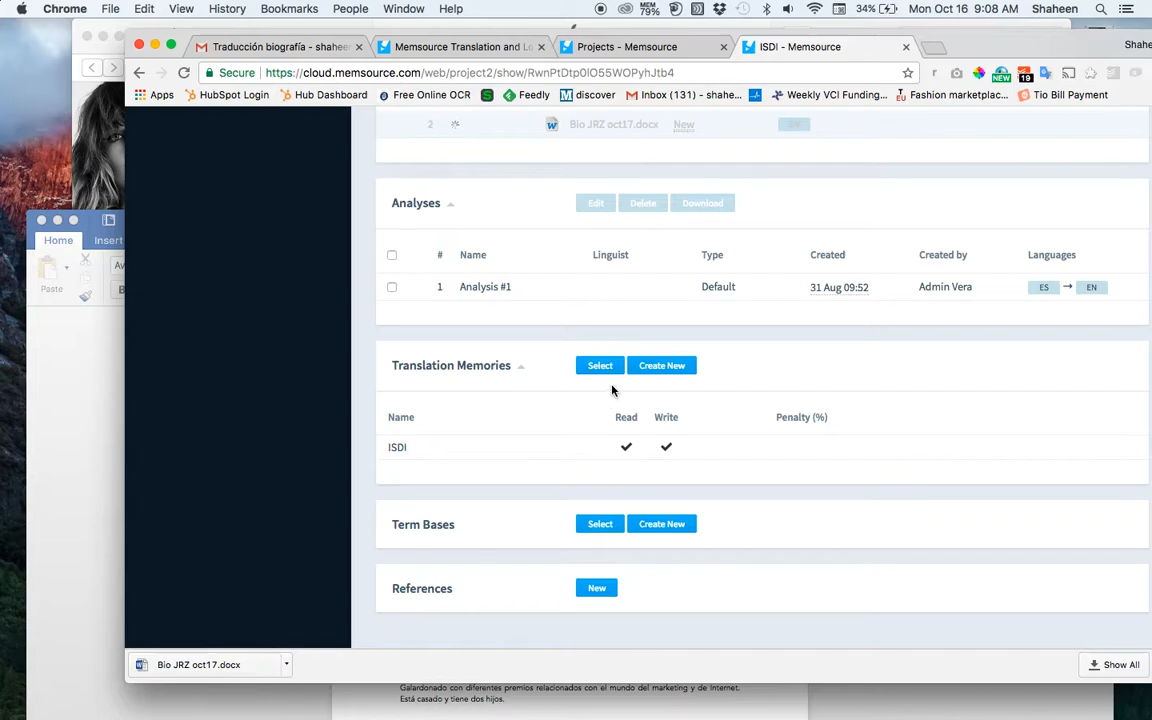 Chrome File Edit View History Bookmarks People Window Help MEM 79% 34% Mon Oct 16 9:08 AM Shaheen
Traducción biografía - shahee × Memsource Translation and Lo × Projects - Memsource × ISDI - Memsource × Shahe
Secure https://cloud.memsource.com/web/project2/show/RwnPtDtp0lO55WOPyhJtb4
Apps HubSpot Login Hub Dashboard Free Online OCR Feedly discover Inbox (131) - shahe... Weekly VCI Funding... Fashion marketplac... Tio Bill Payment
2 Bio JRZ oct17.docx New
Analyses Edit Delete Download
# Name Linguist Type Created Created by Languages
1 Analysis #1 Default 31 Aug 09:52 Admin Vera ES → EN
Translation Memories Select Create New
Name Read Write Penalty (%)
ISDI
Term Bases Select Create New
References New
Home Insert
Av
Paste B
Bio JRZ oct17.docx Show All
Galardonado con diferentes premios relacionados con el mundo del marketing y de Internet.
Está casado y tiene dos hijos.